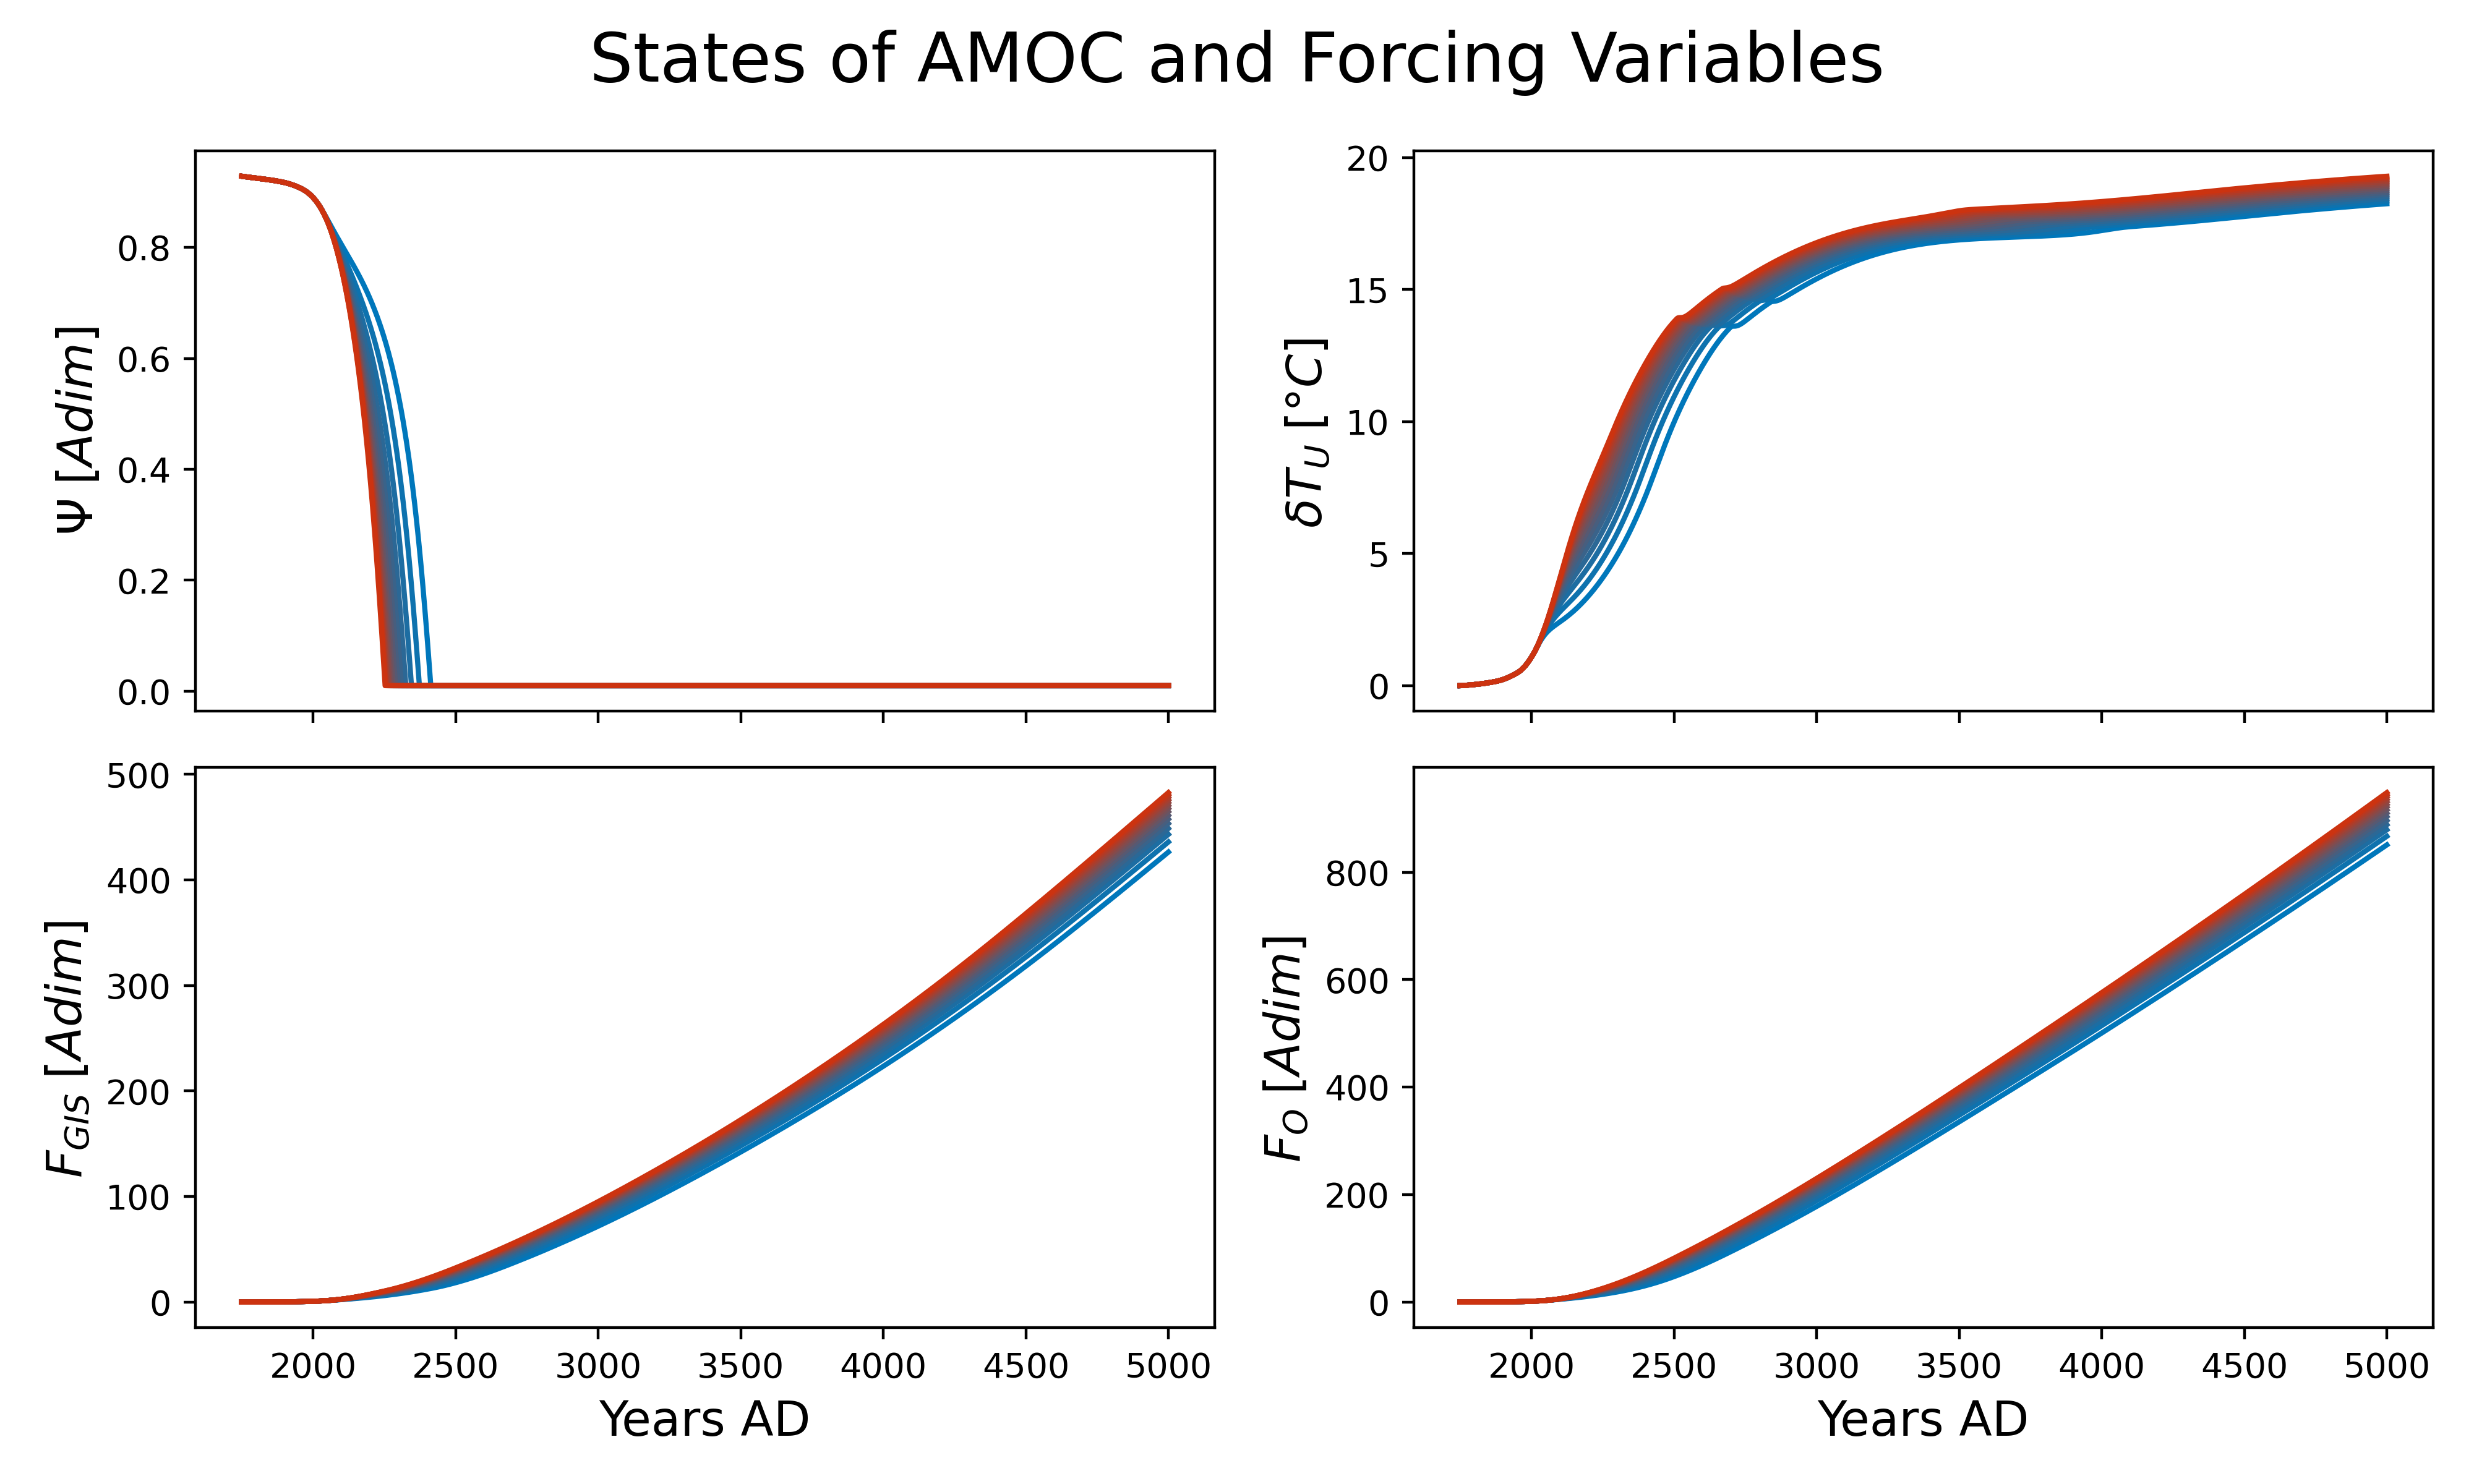 States of AMOC and Forcing Variables
Ψ [Adim]
0.8
0.6
0.4
0.2
0.0
δT_U [°C]
20
15
10
5
0
F_GIS [Adim]
500
400
300
200
100
0
2000 2500 3000 3500 4000 4500 5000
Years AD
F_O [Adim]
800
600
400
200
0
2000 2500 3000 3500 4000 4500 5000
Years AD